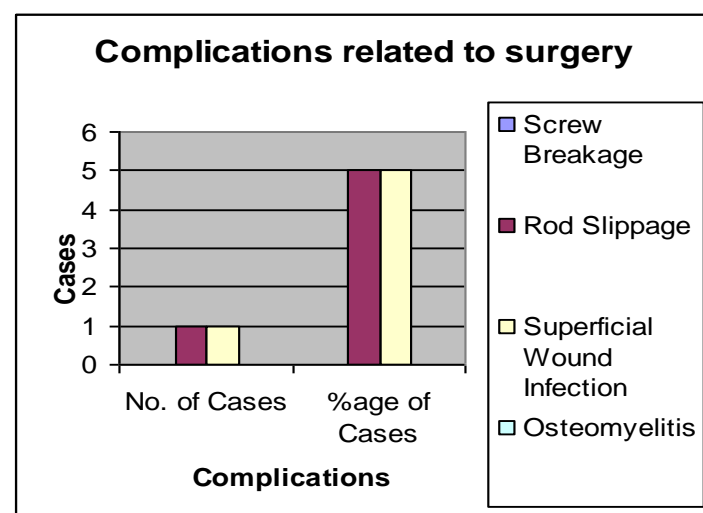 Complications related to surgery
6
5
4
3
2
1
0
Cases
No. of Cases
%age of
Cases
Complications
Screw
Breakage
Rod Slippage
Superficial
Wound
Infection
Osteomyelitis